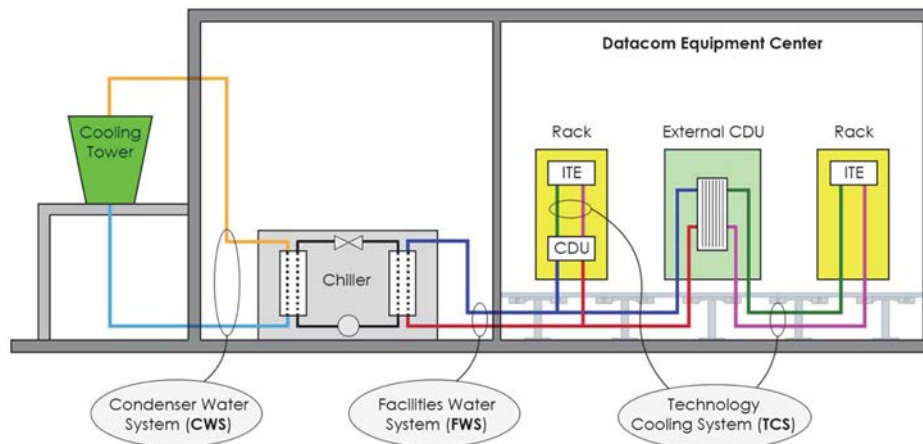 Datacom Equipment Center
Cooling
Tower
Rack
External CDU
Rack
ITE
ITE
CDU
Chiller
Condenser Water
System (CWS)
Facilities Water
System (FWS)
Technology
Cooling System (TCS)